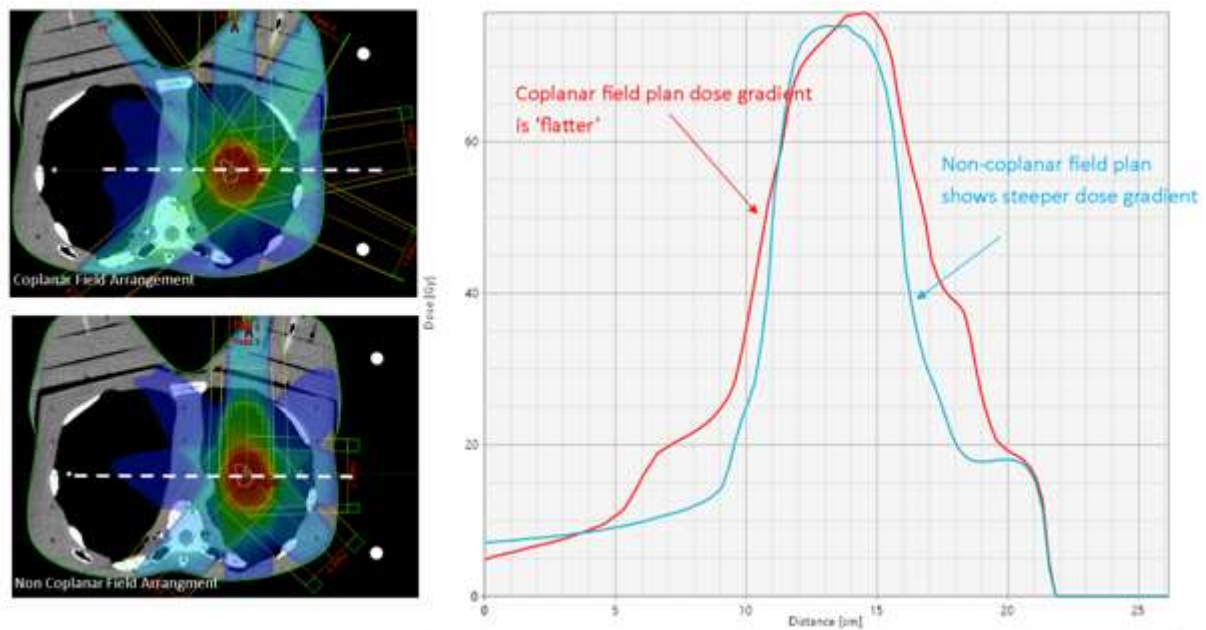 A
Coplanar Field Arrangement
A
Non Coplanar Field Arrangment
Coplanar field plan dose gradient
is 'flatter'
Non-coplanar field plan
shows steeper dose gradient
60
40
20
0
Dose [Gy]
0 5 10 15 20 25
Distance [cm]